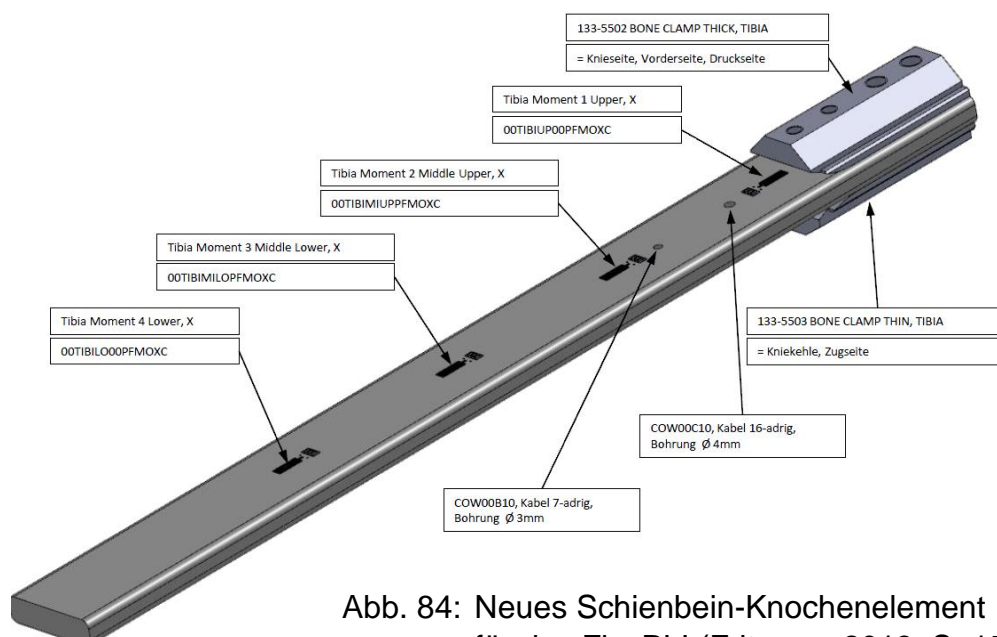 133-5502 BONE CLAMP THICK, TIBIA
= Knieseite, Vorderseite, Druckseite
Tibia Moment 1 Upper, X
00TIBIUP00PFMOXC
Tibia Moment 2 Middle Upper, X
00TIBIMIUPPFMOXC
Tibia Moment 3 Middle Lower, X
00TIBIMILOPFMOXC
Tibia Moment 4 Lower, X
00TIBILO00PFMOXC
133-5503 BONE CLAMP THIN, TIBIA
= Kniekehle, Zugseite
COW00C10, Kabel 16-adrig,
Bohrung Ø 4mm
COW00B10, Kabel 7-adrig,
Bohrung Ø 3mm
Abb. 84: Neues Schienbein-Knochenelement